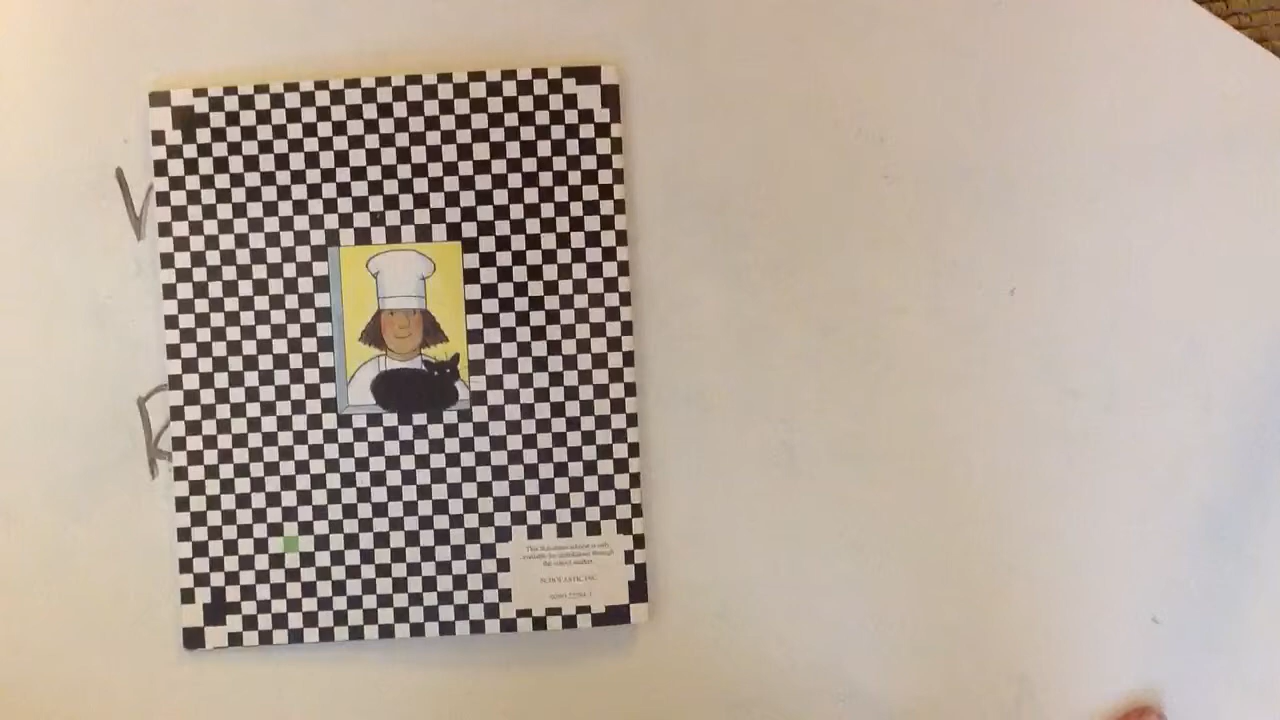 V
R
This Scholastic edition is only
available for distribution through
the school market.
SCHOLASTIC INC.